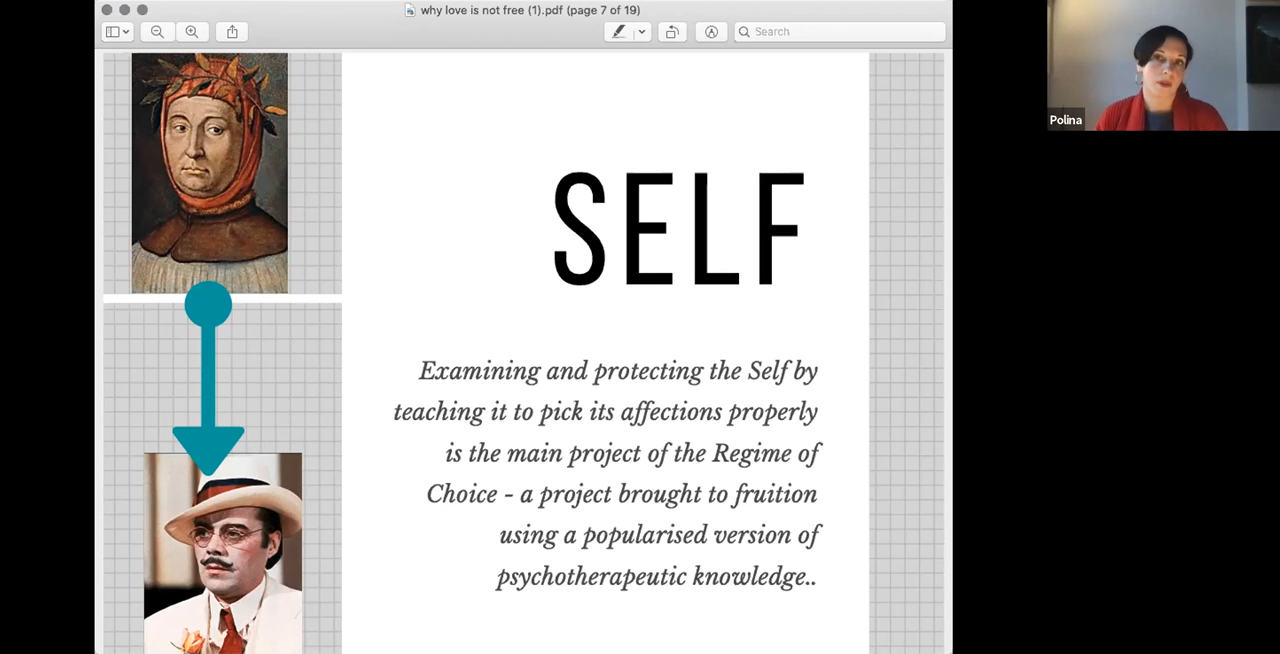 why love is not free (1).pdf (page 7 of 19)
Search
Polina
SELF
Examining and protecting the Self by
teaching it to pick its affections properly
is the main project of the Regime of
Choice - a project brought to fruition
using a popularised version of
psychotherapeutic knowledge..